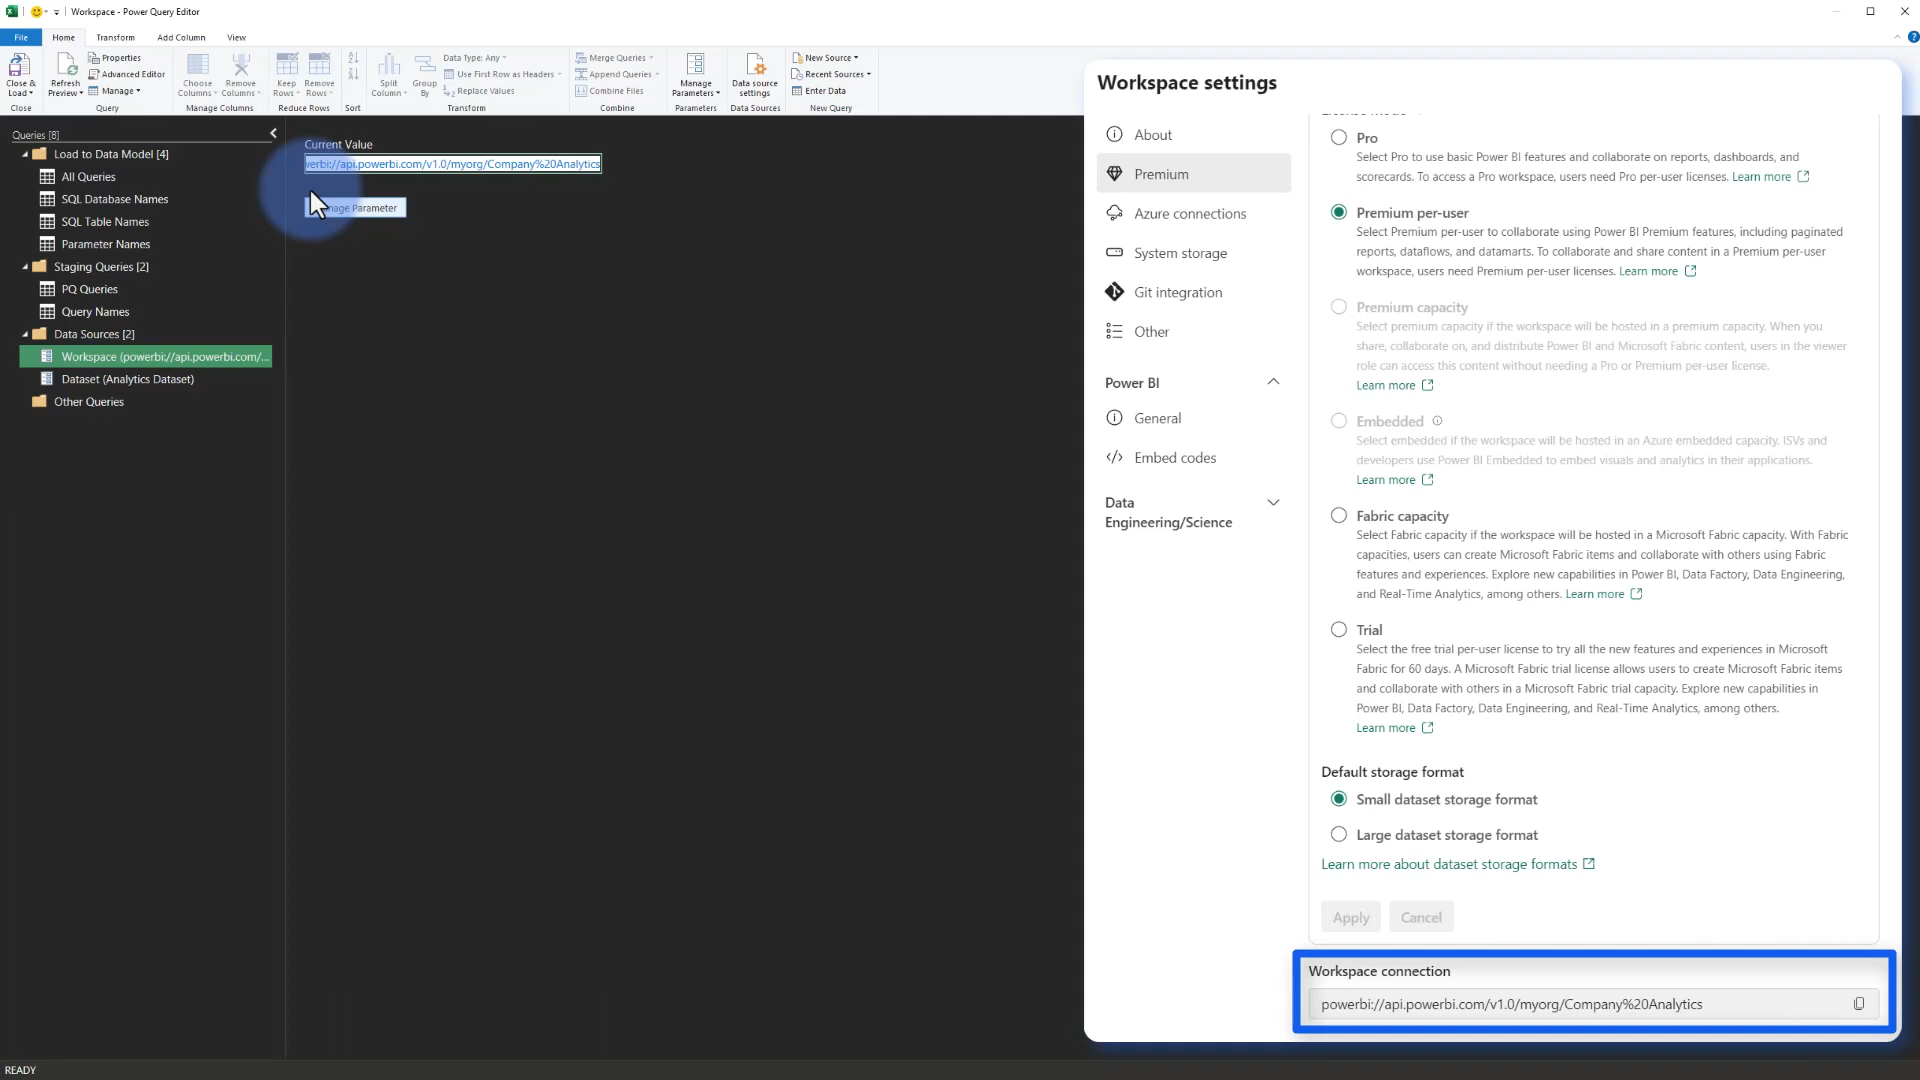 Workspace - Power Query Editor
File
Home
Transform
Add Column
View
Close &
Load
Close
Refresh
Preview
Properties
Advanced Editor
Manage
Query
Choose
Columns
Remove
Columns
Manage Columns
Keep
Rows
Remove
Rows
Reduce Rows
Sort
Split
Column
Group
By
Data Type: Any
Use First Row as Headers
Replace Values
Transform
Merge Queries
Append Queries
Combine Files
Combine
Manage
Parameters
Parameters
Data source
settings
Data Sources
New Source
Recent Sources
Enter Data
New Query
Queries [8]
Load to Data Model [4]
All Queries
SQL Database Names
SQL Table Names
Parameter Names
Staging Queries [2]
PQ Queries
Query Names
Data Sources [2]
Workspace (powerbi://api.powerbi.com/...
Dataset (Analytics Dataset)
Other Queries
Current Value
werbi://api.powerbi.com/v1.0/myorg/Company%20Analytics
nage Parameter
READY
Workspace settings
About
Premium
Azure connections
System storage
Git integration
Other
Power BI
General
Embed codes
Data
Engineering/Science
Pro
Select Pro to use basic Power BI features and collaborate on reports, dashboards, and
scorecards. To access a Pro workspace, users need Pro per-user licenses. Learn more
Premium per-user
Select Premium per-user to collaborate using Power BI Premium features, including paginated
reports, dataflows, and datamarts. To collaborate and share content in a Premium per-user
workspace, users need Premium per-user licenses. Learn more
Premium capacity
Select premium capacity if the workspace will be hosted in a premium capacity. When you
share, collaborate on, and distribute Power BI and Microsoft Fabric content, users in the viewer
role can access this content without needing a Pro or Premium per-user license.
Learn more
Embedded
Select embedded if the workspace will be hosted in an Azure embedded capacity. ISVs and
developers use Power BI Embedded to embed visuals and analytics in their applications.
Learn more
Fabric capacity
Select Fabric capacity if the workspace will be hosted in a Microsoft Fabric capacity. With Fabric
capacities, users can create Microsoft Fabric items and collaborate with others using Fabric
features and experiences. Explore new capabilities in Power BI, Data Factory, Data Engineering,
and Real-Time Analytics, among others. Learn more
Trial
Select the free trial per-user license to try all the new features and experiences in Microsoft
Fabric for 60 days. A Microsoft Fabric trial license allows users to create Microsoft Fabric items
and collaborate with others in a Microsoft Fabric trial capacity. Explore new capabilities in
Power BI, Data Factory, Data Engineering, and Real-Time Analytics, among others.
Learn more
Default storage format
Small dataset storage format
Large dataset storage format
Learn more about dataset storage formats
Apply
Cancel
Workspace connection
powerbi://api.powerbi.com/v1.0/myorg/Company%20Analytics